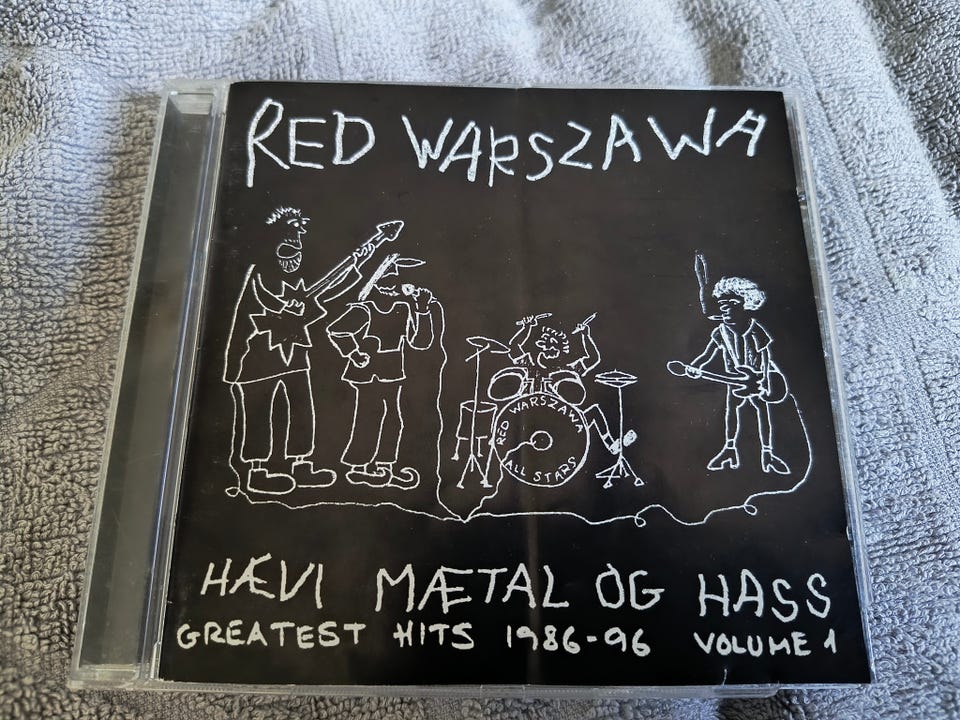 RED WARSZAWA
RED WARSZAWA
ALL STARS
HÆVI MÆTAL OG HASS
GREATEST HITS 1986-96 VOLUME 1